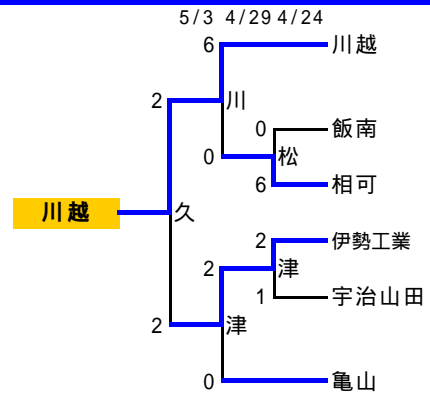 5/3 4/29 4/24
6 川越
2 川
0 飯南
0 松
6 相可
川越 久
2 伊勢工業
2 津
1 宇治山田
2 津
0 亀山